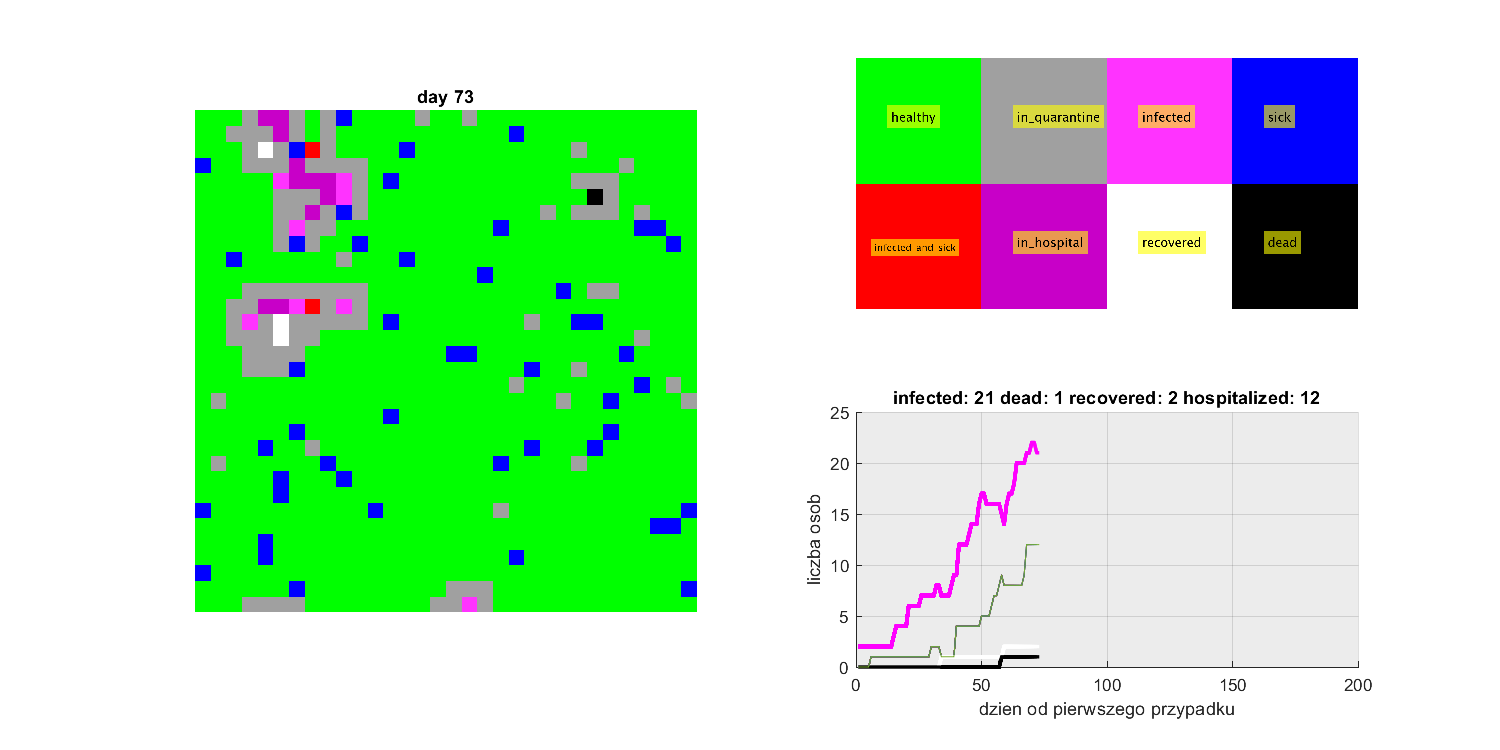 day 73
healthy
in_quarantine
infected
sick
infected and sick
in_hospital
recovered
dead
infected: 21 dead: 1 recovered: 2 hospitalized: 12
25
20
15
10
5
0
liczba osob
0
50
100
150
200
dzien od pierwszego przypadku